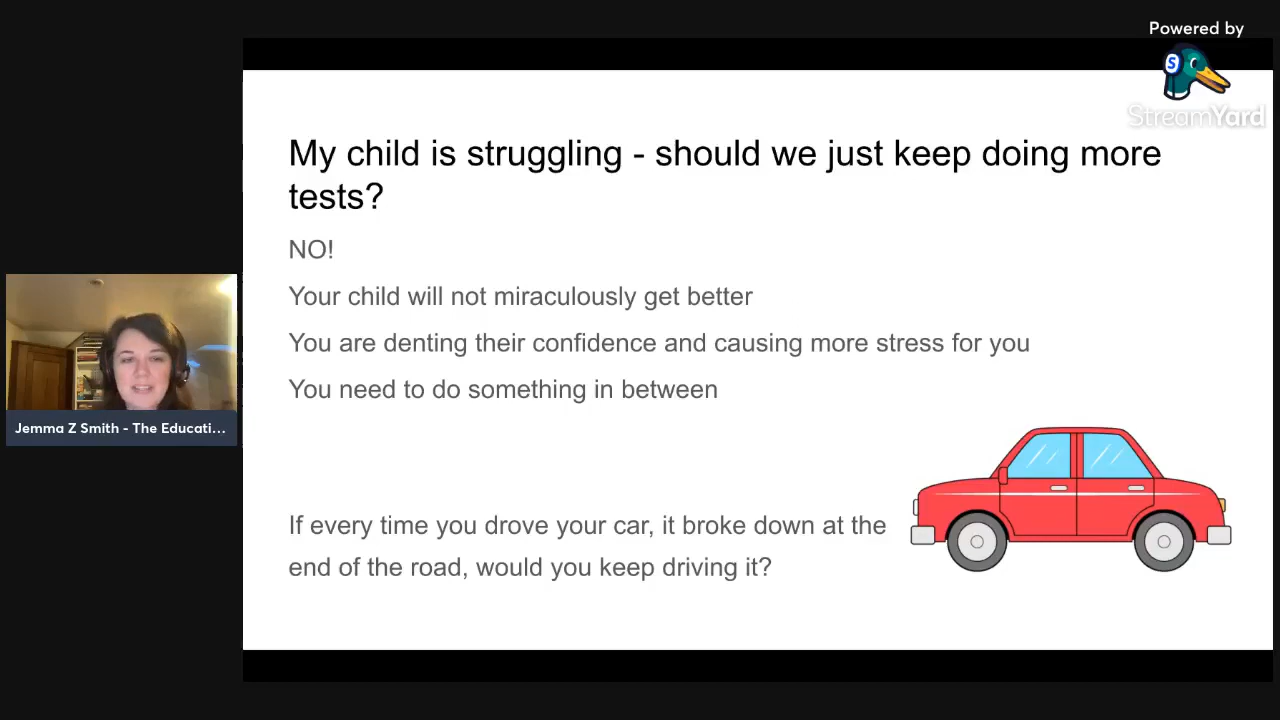 Powered by
S
StreamYard
My child is struggling - should we just keep doing more
tests?
NO!
Your child will not miraculously get better
You are denting their confidence and causing more stress for you
You need to do something in between
Jemma Z Smith - The Educati...
If every time you drove your car, it broke down at the
end of the road, would you keep driving it?